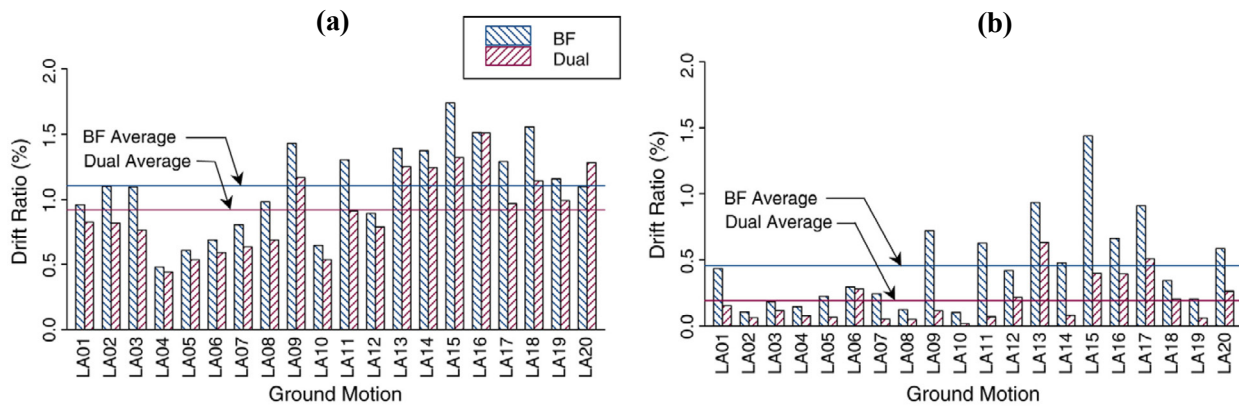 (a)
BF
Dual
Drift Ratio (%)
2.0
1.5
1.0
0.5
0.0
BF Average
Dual Average
LA01 LA02 LA03 LA04 LA05 LA06 LA07 LA08 LA09 LA10 LA11 LA12 LA13 LA14 LA15 LA16 LA17 LA18 LA19 LA20
Ground Motion
(b)
Drift Ratio (%)
2.0
1.5
1.0
0.5
0.0
BF Average
Dual Average
LA01 LA02 LA03 LA04 LA05 LA06 LA07 LA08 LA09 LA10 LA11 LA12 LA13 LA14 LA15 LA16 LA17 LA18 LA19 LA20
Ground Motion